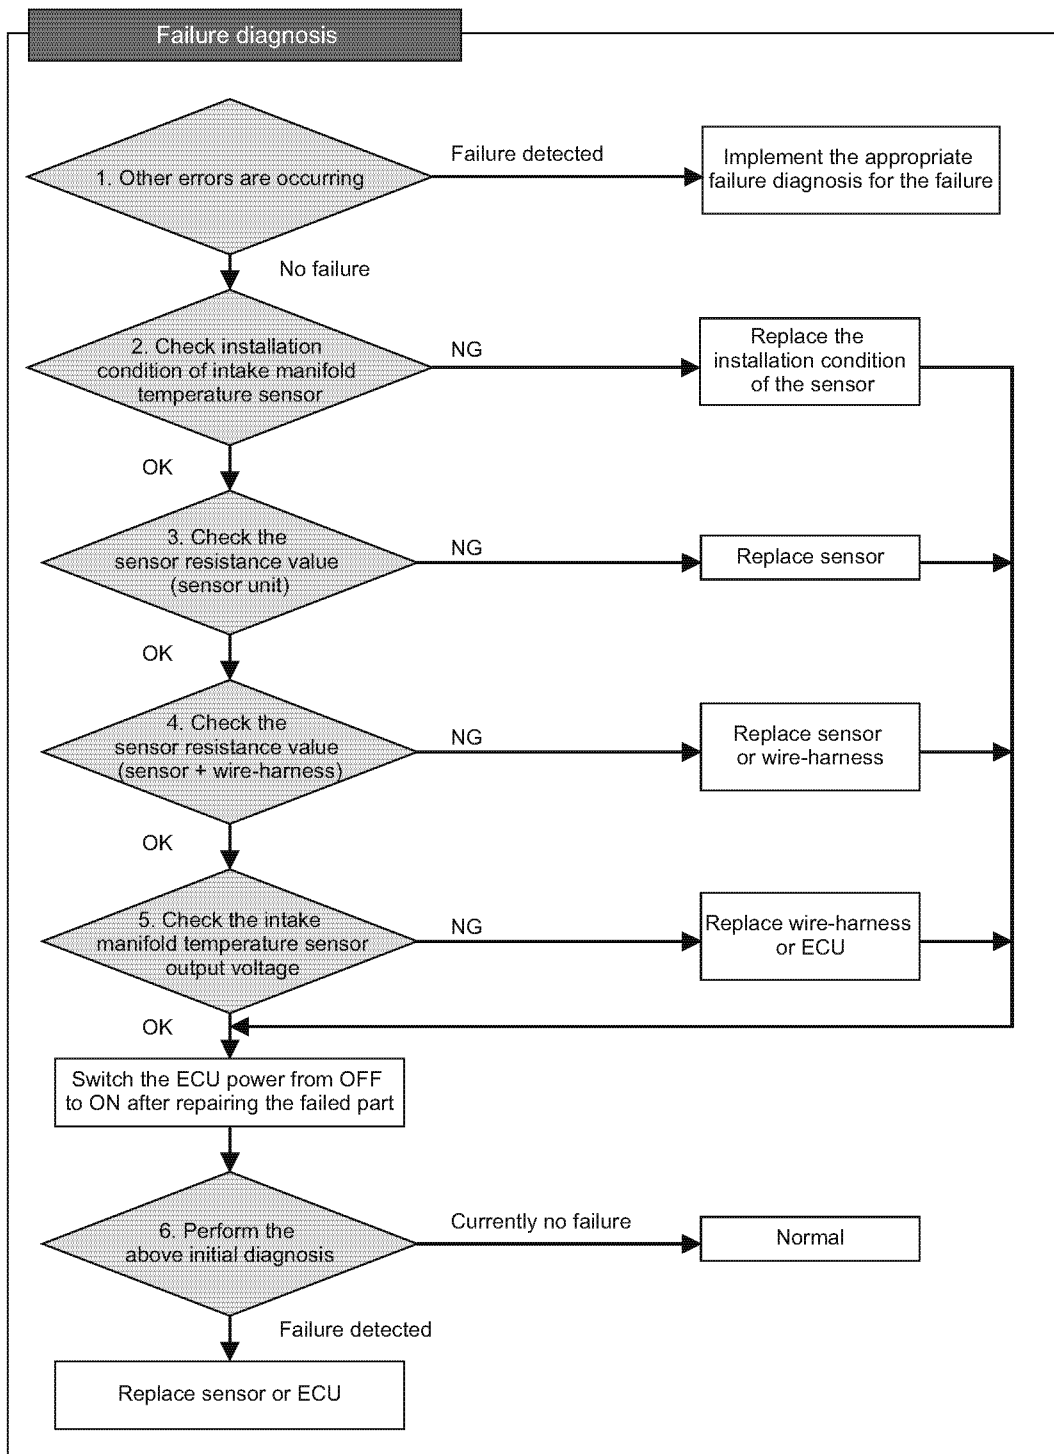 Failure diagnosis
1. Other errors are occurring
Failure detected
Implement the appropriate
failure diagnosis for the failure
No failure
2. Check installation
condition of intake manifold
temperature sensor
NG
Replace the
installation condition
of the sensor
OK
3. Check the
sensor resistance value
(sensor unit)
NG
Replace sensor
OK
4. Check the
sensor resistance value
(sensor + wire-harness)
NG
Replace sensor
or wire-harness
OK
5. Check the intake
manifold temperature sensor
output voltage
NG
Replace wire-harness
or ECU
OK
Switch the ECU power from OFF
to ON after repairing the failed part
6. Perform the
above initial diagnosis
Currently no failure
Normal
Failure detected
Replace sensor or ECU